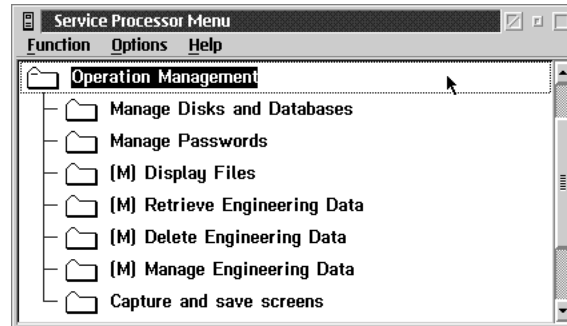 Service Processor Menu
Function Options Help
Operation Management
Manage Disks and Databases
Manage Passwords
(M) Display Files
(M) Retrieve Engineering Data
(M) Delete Engineering Data
(M) Manage Engineering Data
Capture and save screens